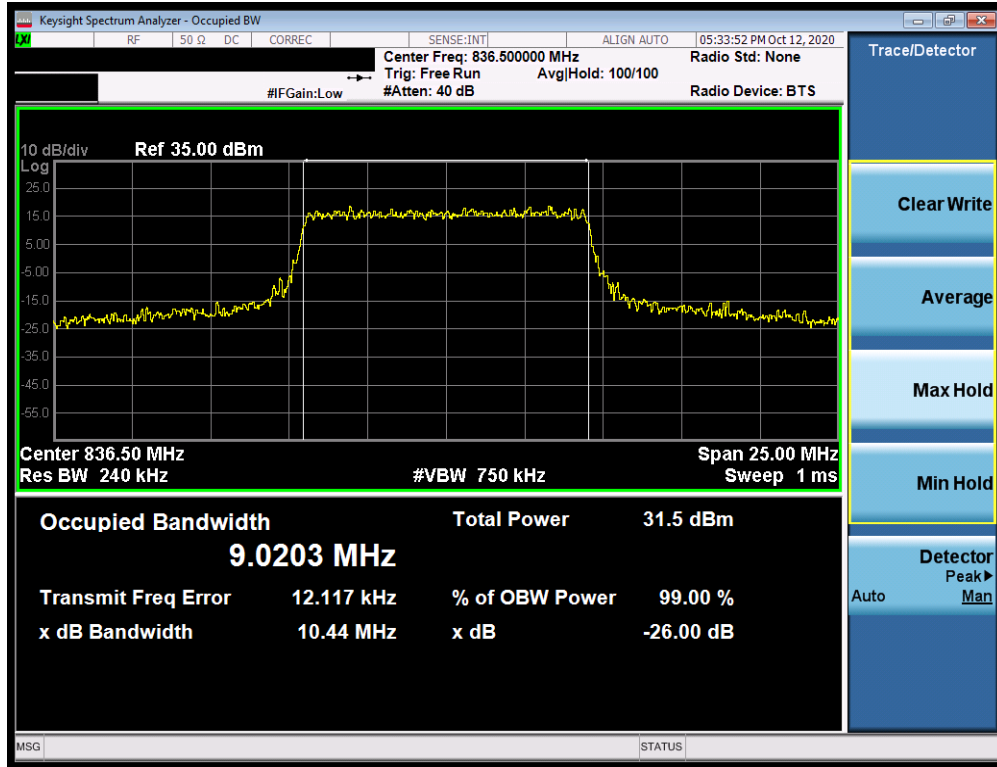 Keysight Spectrum Analyzer - Occupied BW
LXI RF 50 Ω DC CORREC SENSE:INT ALIGN AUTO 05:33:52 PM Oct 12, 2020
Center Freq: 836.500000 MHz Radio Std: None
Trig: Free Run Avg|Hold: 100/100
#IFGain:Low #Atten: 40 dB Radio Device: BTS
Trace/Detector
10 dB/div Ref 35.00 dBm
Log
25.0
15.0
5.00
-5.00
-15.0
-25.0
-35.0
-45.0
-55.0
Center 836.50 MHz Span 25.00 MHz
Res BW 240 kHz #VBW 750 kHz Sweep 1 ms
Occupied Bandwidth Total Power 31.5 dBm
9.0203 MHz
Transmit Freq Error 12.117 kHz % of OBW Power 99.00 %
x dB Bandwidth 10.44 MHz x dB -26.00 dB
Clear Write
Average
Max Hold
Min Hold
Detector
Peak▶
Auto Man
MSG STATUS